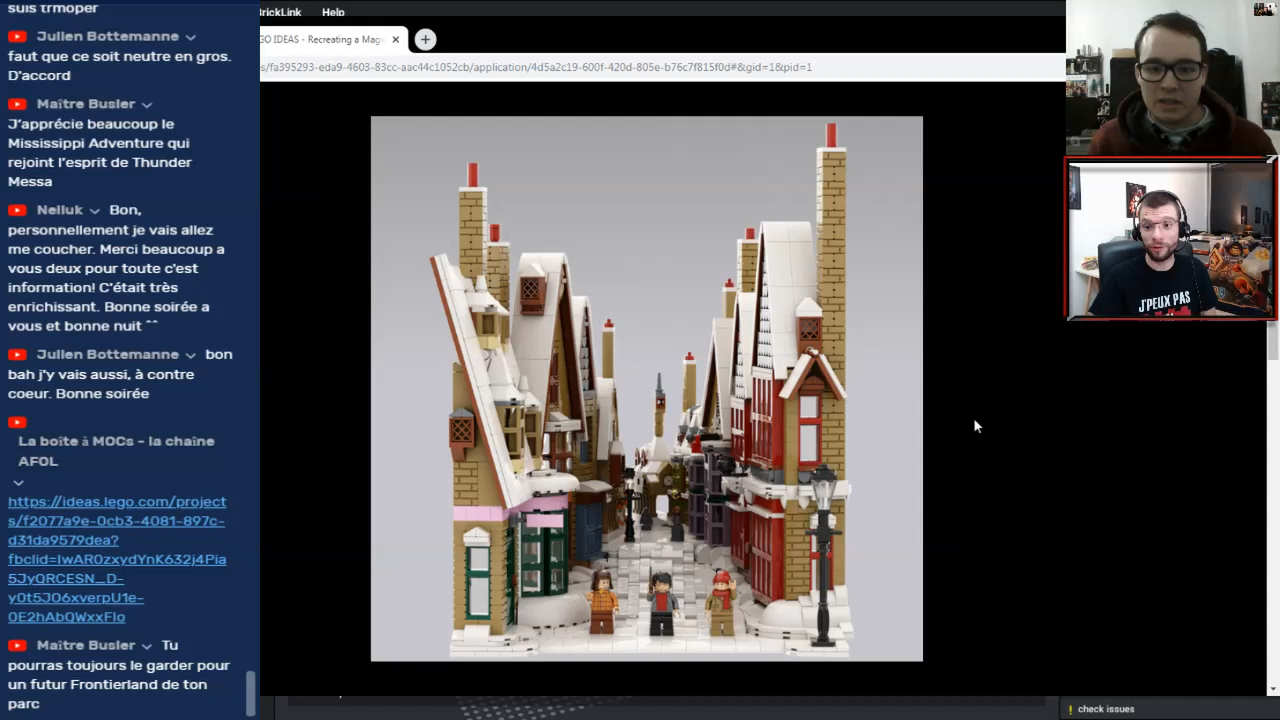 suis trmoper
Julien Bottemanne
faut que ce soit neutre en gros.
D'accord
Maître Busler
J'apprécie beaucoup le
Mississippi Adventure qui
rejoint l'esprit de Thunder
Messa
Nelluk Bon,
personnellement je vais allez
me coucher. Merci beaucoup a
vous deux pour toute c'est
information! C'était très
enrichissant. Bonne soirée a
vous et bonne nuit ^^
Julien Bottemanne bon
bah j'y vais aussi, à contre
coeur. Bonne soirée
La boîte à MOCs - la chaîne
AFOL
https://ideas.lego.com/project
s/f2077a9e-0cb3-4081-897c-
d31da9579dea?
fbclid=IwAR0zxydYnK632j4Pia
5JyQRCESN_D-
y0t5JO6xverpU1e-
0E2hAbQWxxFlo
Maître Busler Tu
pourras toujours le garder pour
un futur Frontierland de ton
parc
BrickLink Help
GO IDEAS - Recreating a Magi
s/fa395293-eda9-4603-83cc-aac44c1052cb/application/4d5a2c19-600f-420d-805e-b76c7f815f0d#&gid=1&pid=1
J'PEUX PAS
check issues